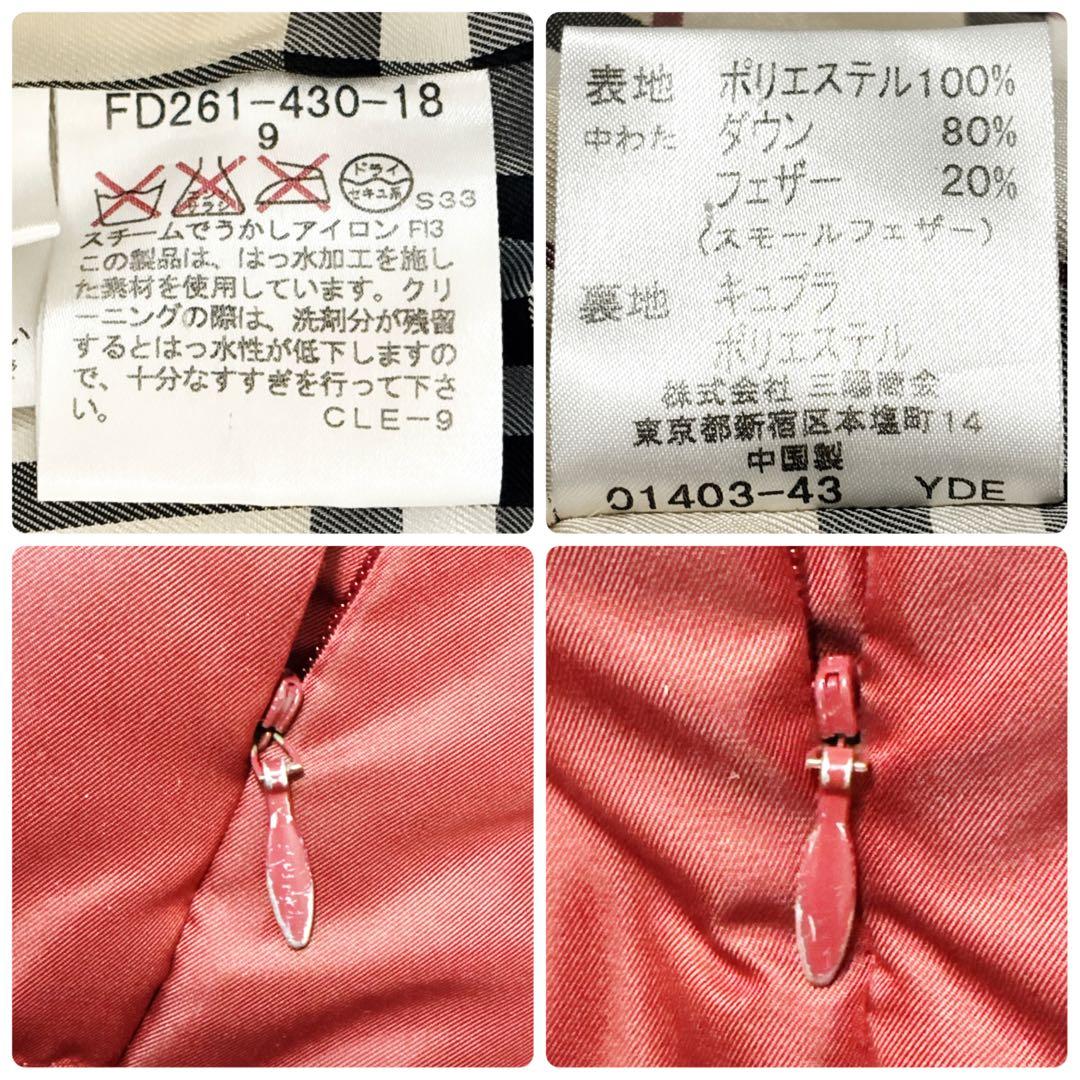 FD261-430-18
9
エンソ
サラシ
ドライ
セキユ系
S33
スチームでうかしアイロン F13
この製品は、はっ水加工を施し
た素材を使用しています。クリ
ーニングの際は、洗剤分が残留
するとはっ水性が低下しますの
で、十分なすすぎを行って下さ
い。
CLE-9
表地 ポリエステル100%
中わた ダウン 80%
フェザー 20%
(スモールフェザー)
裏地 キュプラ
ポリエステル
株式会社 三陽商会
東京都新宿区本塩町14
中国製
01403-43 YDE